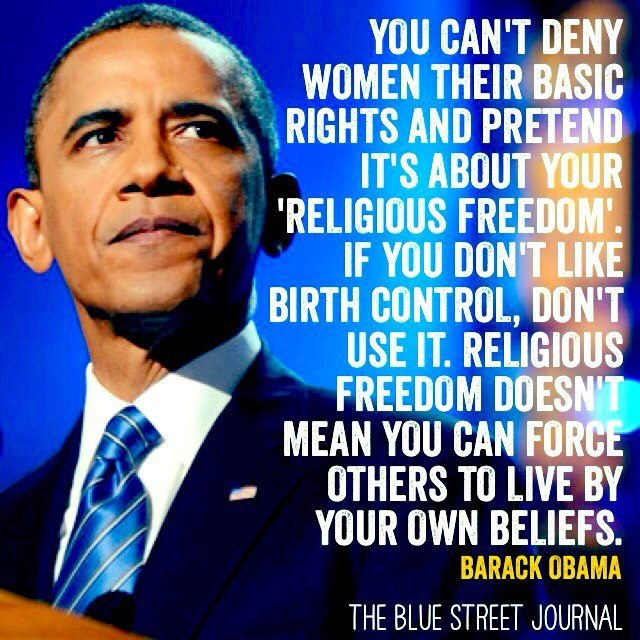 YOU CAN'T DENY
WOMEN THEIR BASIC
RIGHTS AND PRETEND
IT'S ABOUT YOUR
'RELIGIOUS FREEDOM'.
IF YOU DON'T LIKE
BIRTH CONTROL, DON'T
USE IT. RELIGIOUS
FREEDOM DOESN'T
MEAN YOU CAN FORCE
OTHERS TO LIVE BY
YOUR OWN BELIEFS.
BARACK OBAMA
THE BLUE STREET JOURNAL